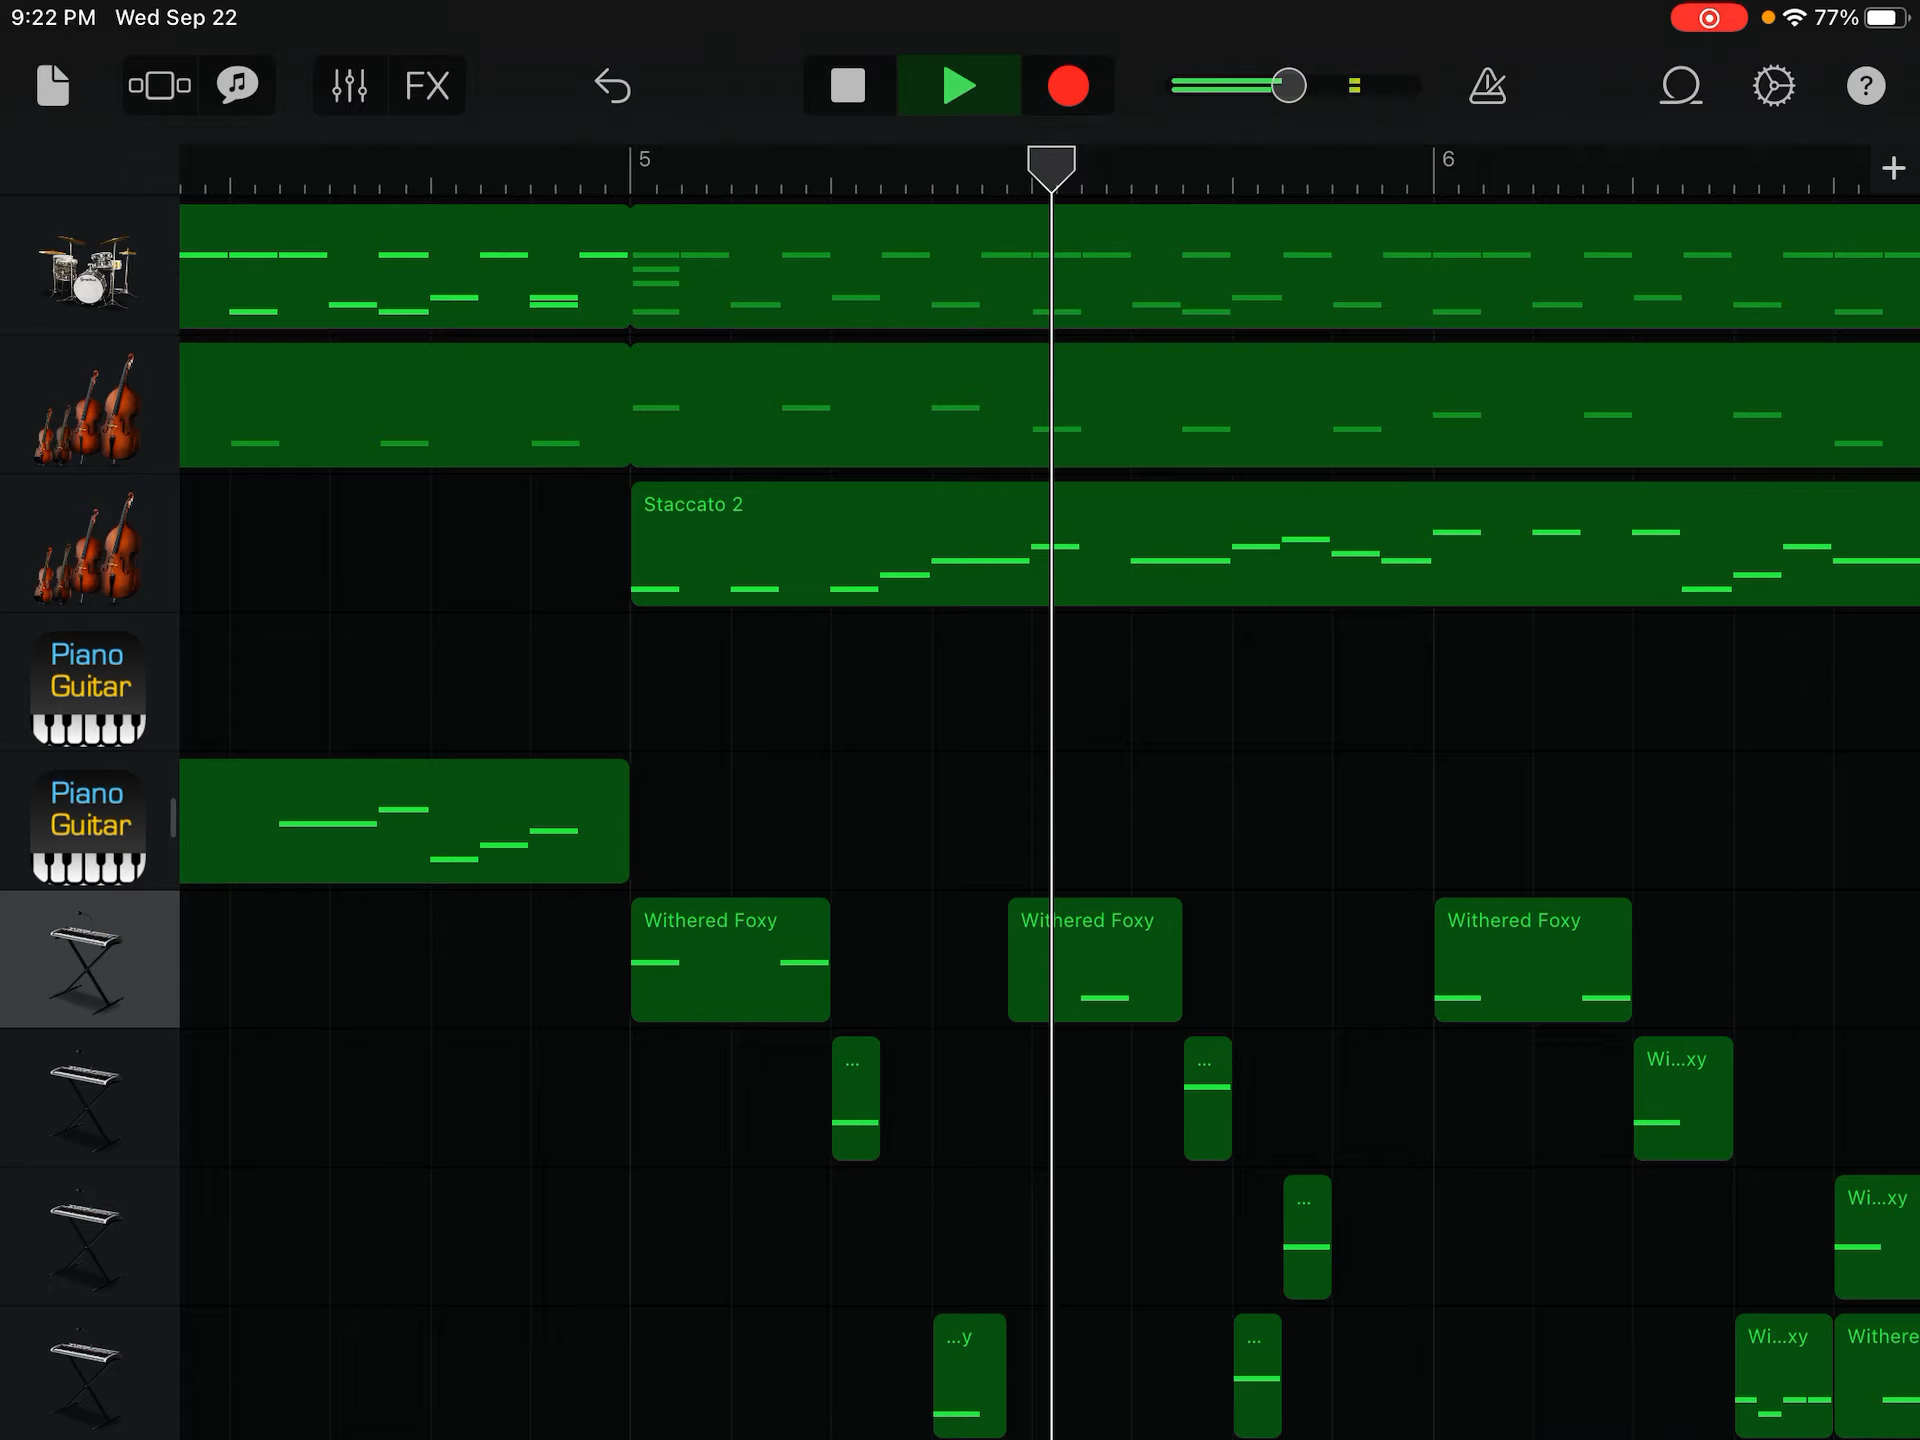 9:22 PM Wed Sep 22
77%
FX
?
5
6
+
Staccato 2
Piano
Guitar
Piano
Guitar
Withered Foxy
Withered Foxy
Withered Foxy
...
...
Wi...xy
...
Wi...xy
...y
...
Wi...xy
Withere